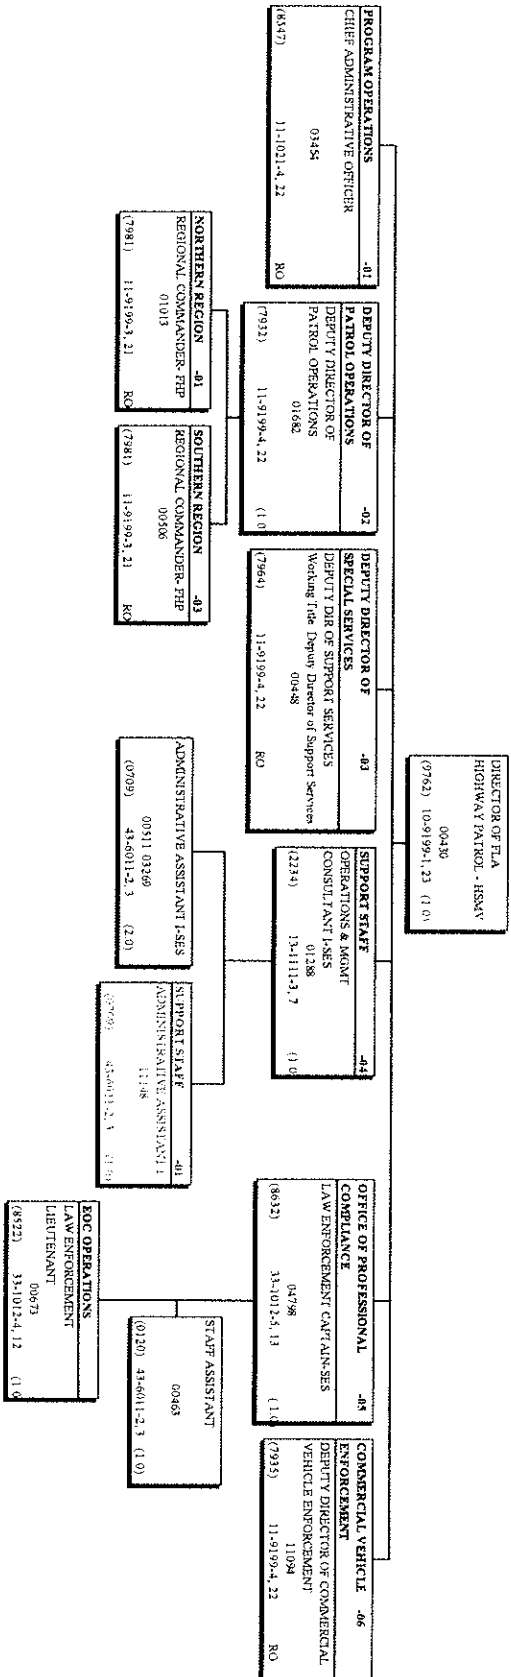 DIRECTOR OF FLA
HIGHWAY PATROL - HSMV
00430
(9762) 10-9199-1, 23 (1 0)
PROGRAM OPERATIONS -01
CHIEF ADMINISTRATIVE OFFICER
03454
(8547) 11-1021-4, 22 RO
DEPUTY DIRECTOR OF
PATROL OPERATIONS -02
DEPUTY DIRECTOR OF
PATROL OPERATIONS
01682
(7932) 11-9199-4, 22 (1 0
DEPUTY DIRECTOR OF
SPECIAL SERVICES -03
DEPUTY DIR OF SUPPORT SERVICES
Working Title Deputy Director of Support Services
00448
(7964) 11-9199-4, 22 RO
SUPPORT STAFF -04
OPERATIONS & MGMT
CONSULTANT I-SES
01288
(2234) 13-1111-3, 7 (1 0
OFFICE OF PROFESSIONAL -05
COMPLIANCE
LAW ENFORCEMENT CAPTAIN-SES
04798
(8632) 33-1012-5, 13 (1.0
COMMERCIAL VEHICLE -06
ENFORCEMENT
DEPUTY DIRECTOR OF COMMERCIAL
VEHICLE ENFORCEMENT
11094
(7935) 11-9199-4, 22 RO
NORTHERN REGION -01
REGIONAL COMMANDER- FHP
01013
(7981) 11-9199-3, 21 RO
SOUTHERN REGION -03
REGIONAL COMMANDER- FHP
00506
(7981) 11-9199-3, 21 RO
ADMINISTRATIVE ASSISTANT I-SES
00511 03269
(0709) 43-6011-2, 3 (2.0)
SUPPORT STAFF -01
ADMINISTRATIVE ASSISTANT I
43-6011-2, 3
STAFF ASSISTANT
00463
(0120) 43-6011-2, 3 (1 0)
EOC OPERATIONS
LAW ENFORCEMENT
LIEUTENANT
00673
(8522) 33-1012-4, 12 (1 0